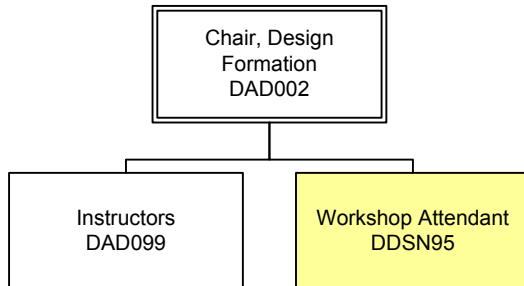 Chair, Design
Formation
DAD002
Instructors
DAD099
Workshop Attendant
DDSN95